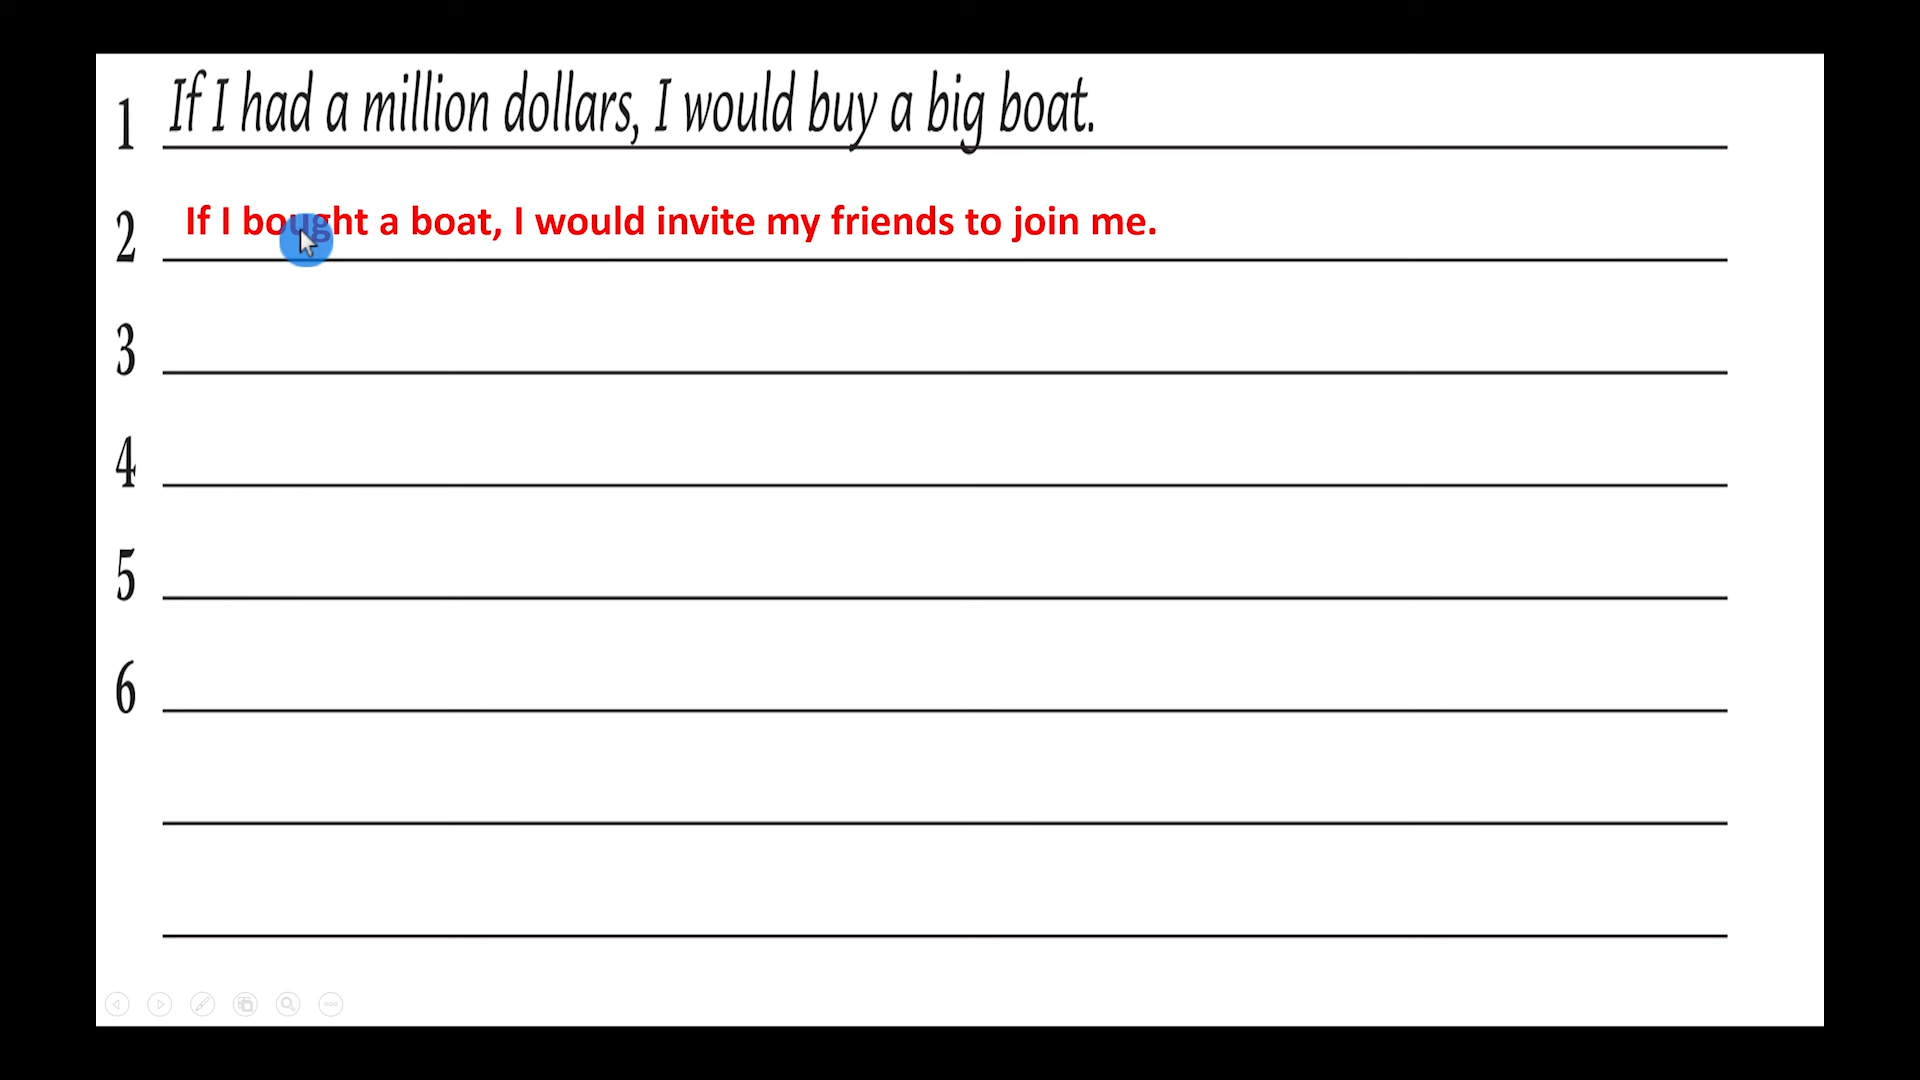 1 If I had a million dollars, I would buy a big boat.
2 If I bought a boat, I would invite my friends to join me.
3
4
5
6